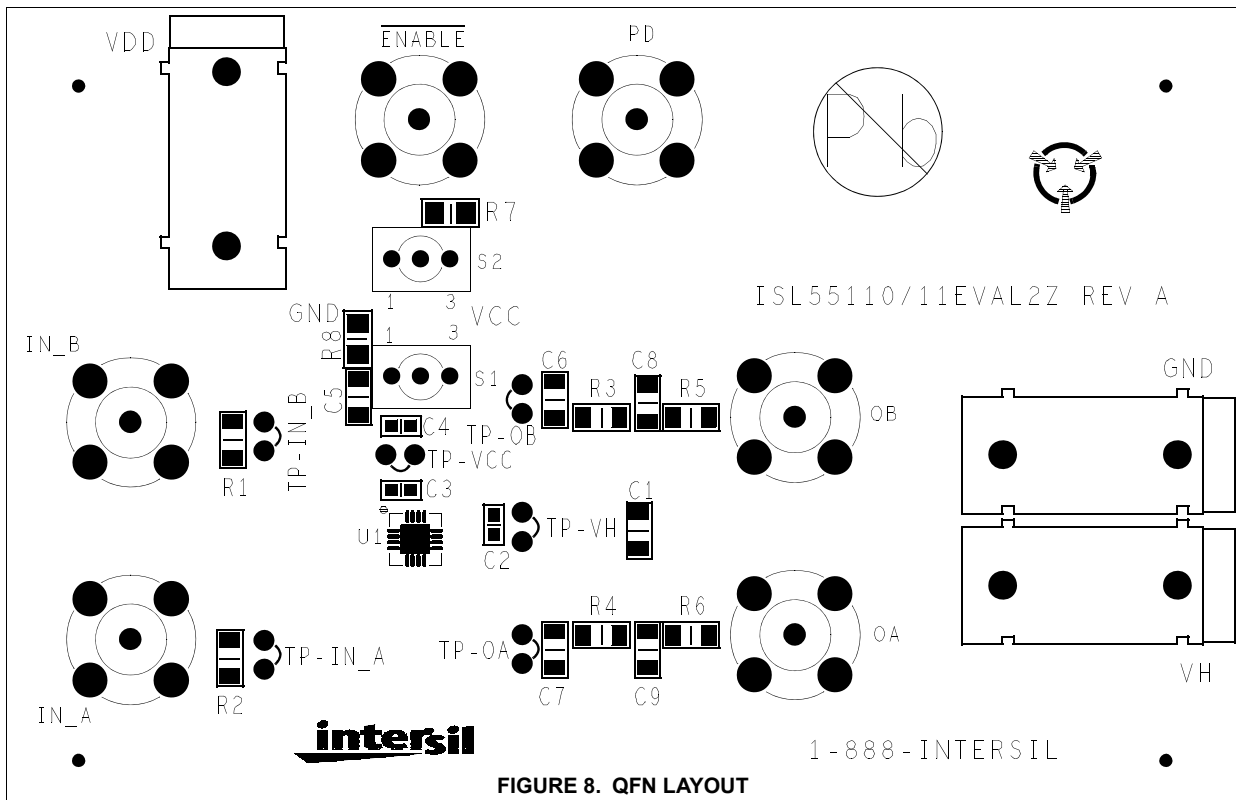 VDD
ENABLE
PD
Pb
R7
S2
1 3
GND
VCC
ISL55110/11EVAL2Z REV A
R8
1 3
IN_B
S1
C5
C6
C8
GND
R3
R5
C4
TP-OB
OB
TP-IN_B
TP-VCC
R1
C3
C1
U1
TP-VH
C2
R4
R6
TP-IN_A
TP-OA
OA
R2
C7
C9
VH
IN_A
intersil
1-888-INTERSIL
FIGURE 8. QFN LAYOUT